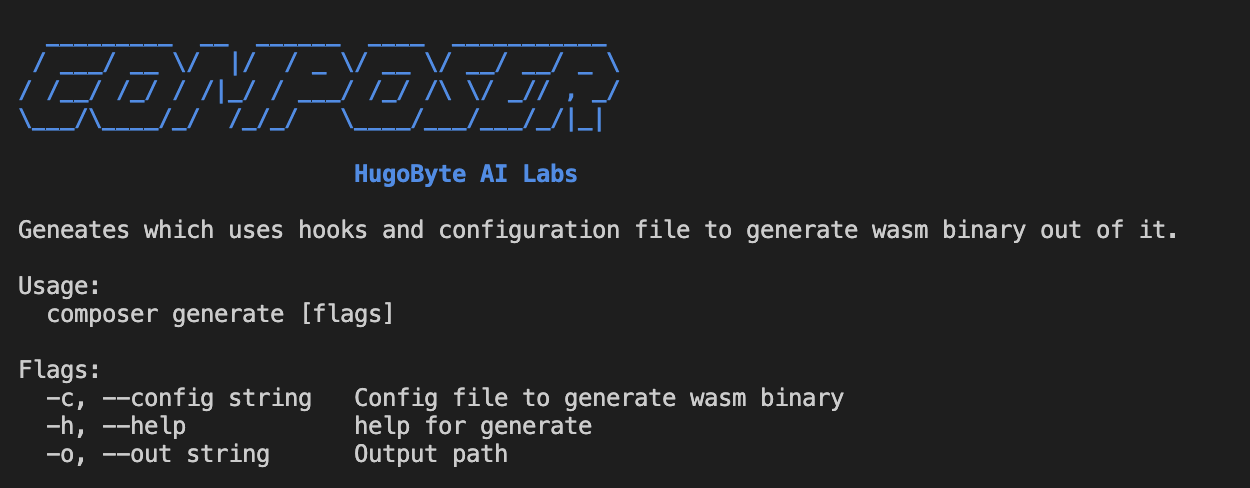 COMPOSER
HugoByte AI Labs
Geneates which uses hooks and configuration file to generate wasm binary out of it.
Usage:
composer generate [flags]
Flags:
-c, --config string Config file to generate wasm binary
-h, --help help for generate
-o, --out string Output path